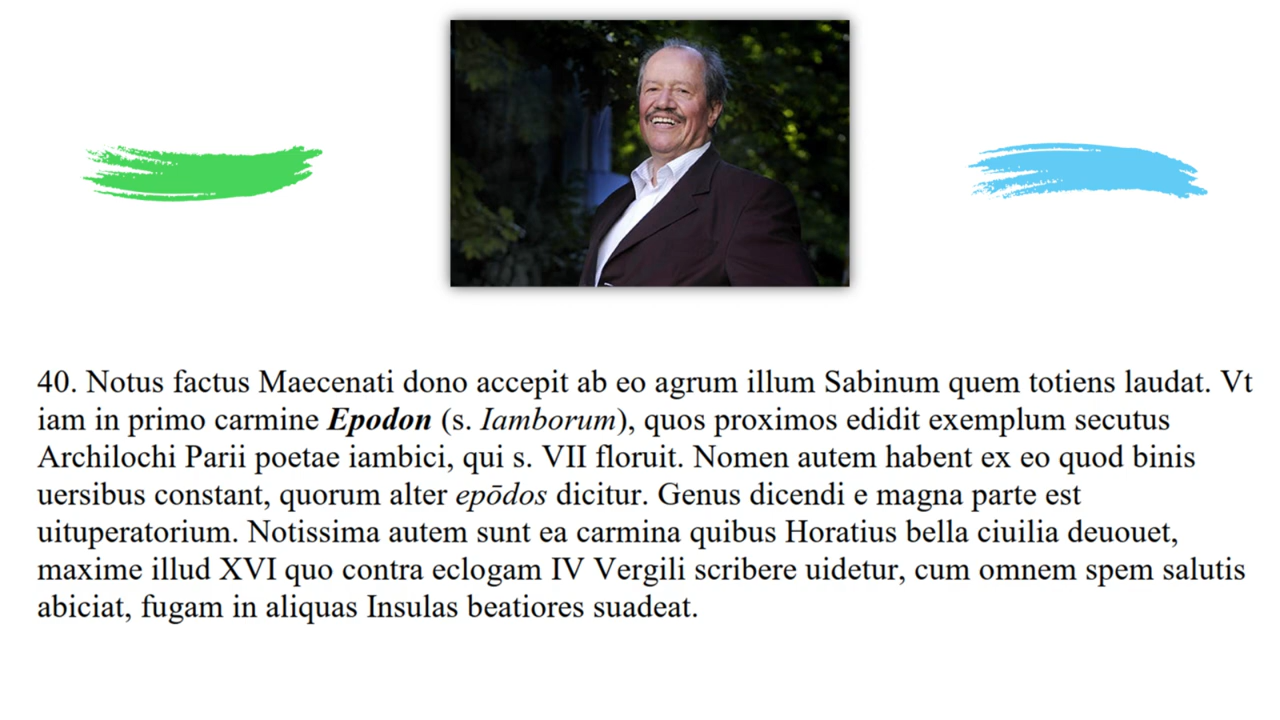 40. Notus factus Maecenati dono accepit ab eo agrum illum Sabinum quem totiens laudat. Vt
iam in primo carmine Epodon (s. Iamborum), quos proximos edidit exemplum secutus
Archilochi Parii poetae iambici, qui s. VII floruit. Nomen autem habent ex eo quod binis
uersibus constant, quorum alter epōdos dicitur. Genus dicendi e magna parte est
uituperatorium. Notissima autem sunt ea carmina quibus Horatius bella ciuilia deuouet,
maxime illud XVI quo contra eclogam IV Vergili scribere uidetur, cum omnem spem salutis
abiciat, fugam in aliquas Insulas beatiores suadeat.